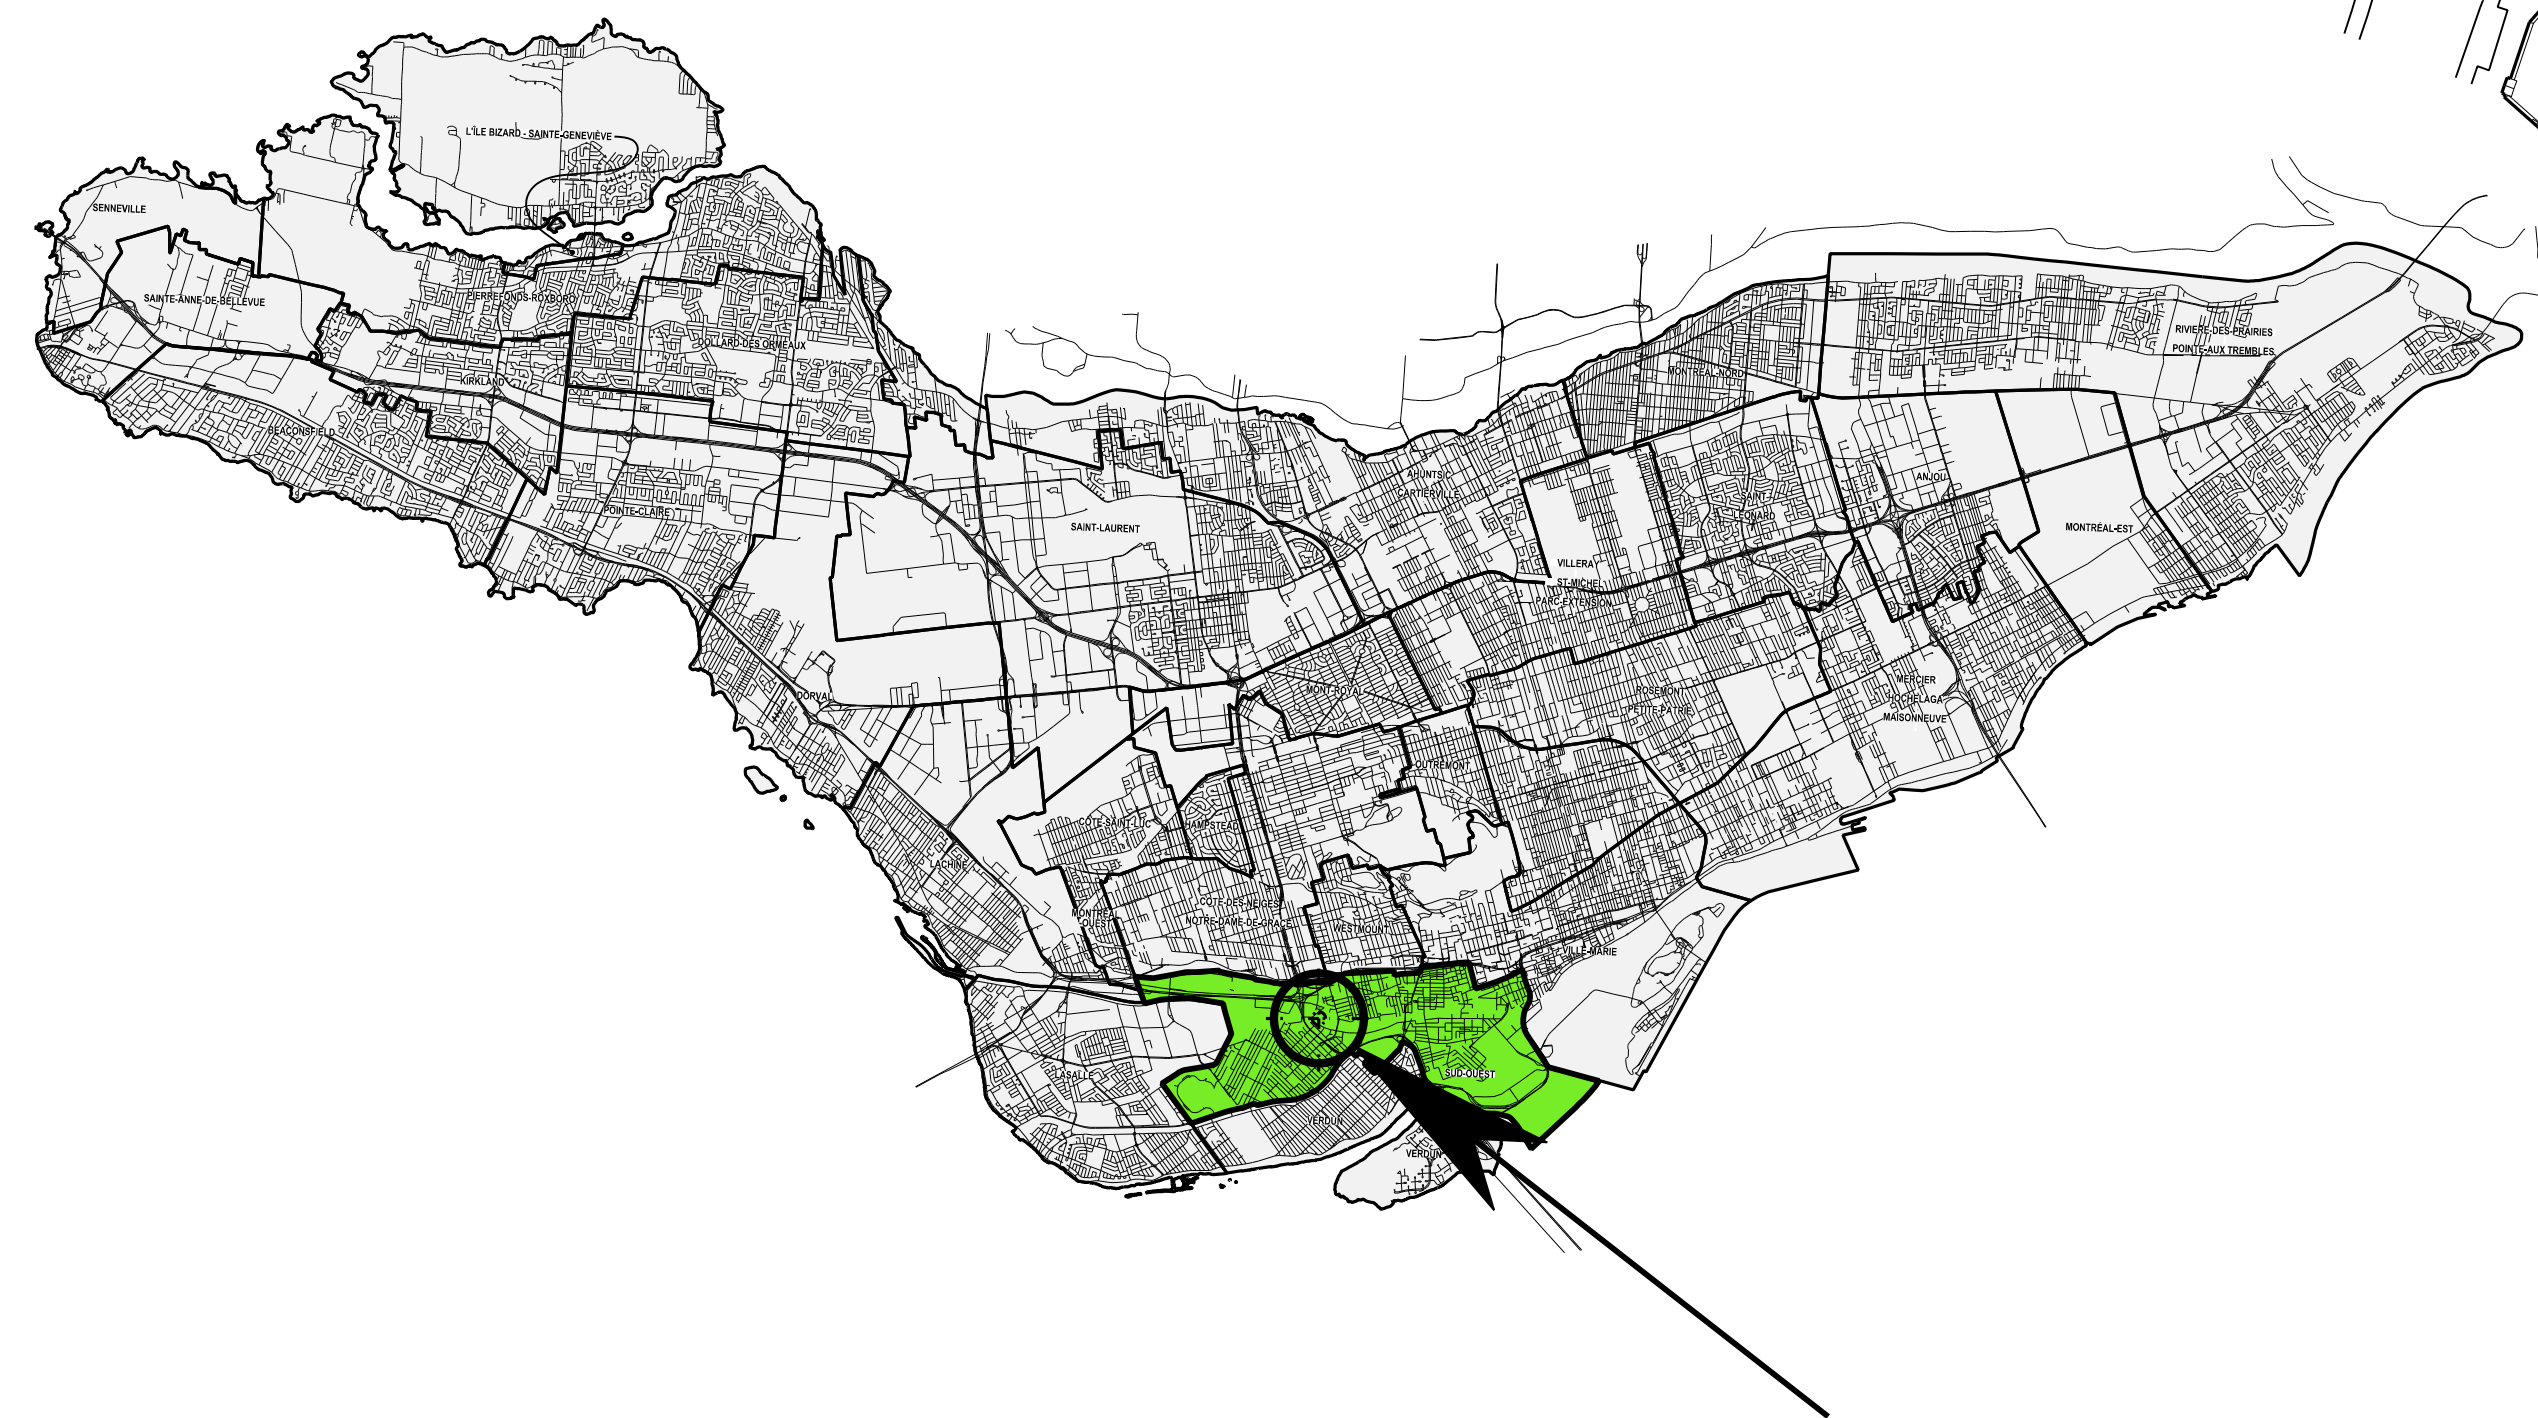 L'ÎLE BIZARD - SAINTE-GENEVIÈVE
SENNEVILLE
SAINTE-ANNE-DE-BELLEVUE
PIERREFONDS-ROXBORO
DOLLARD-DES ORMEAUX
KIRKLAND
BEACONSFIELD
POINTE-CLAIRE
DORVAL
SAINT-LAURENT
AHUNTSIC
CARTIERVILLE
MONTRÉAL-NORD
RIVIÈRE-DES-PRAIRIES
POINTE-AUX TREMBLES
ANJOU
SAINT-
LÉONARD
MONTRÉAL-EST
VILLERAY
ST-MICHEL
PARC-EXTENSION
MERCIER
HOCHELAGA
MAISONNEUVE
ROSEMONT
PETITE-PATRIE
MONT-ROYAL
OUTREMONT
CÔTE-SAINT-LUC
HAMPSTEAD
LACHINE
MONTRÉAL
-OUEST
CÔTE-DES-NEIGES
NOTRE-DAME-DE-GRÂCE
WESTMOUNT
VILLE-MARIE
LASALLE
SUD-OUEST
VERDUN
VERDUN